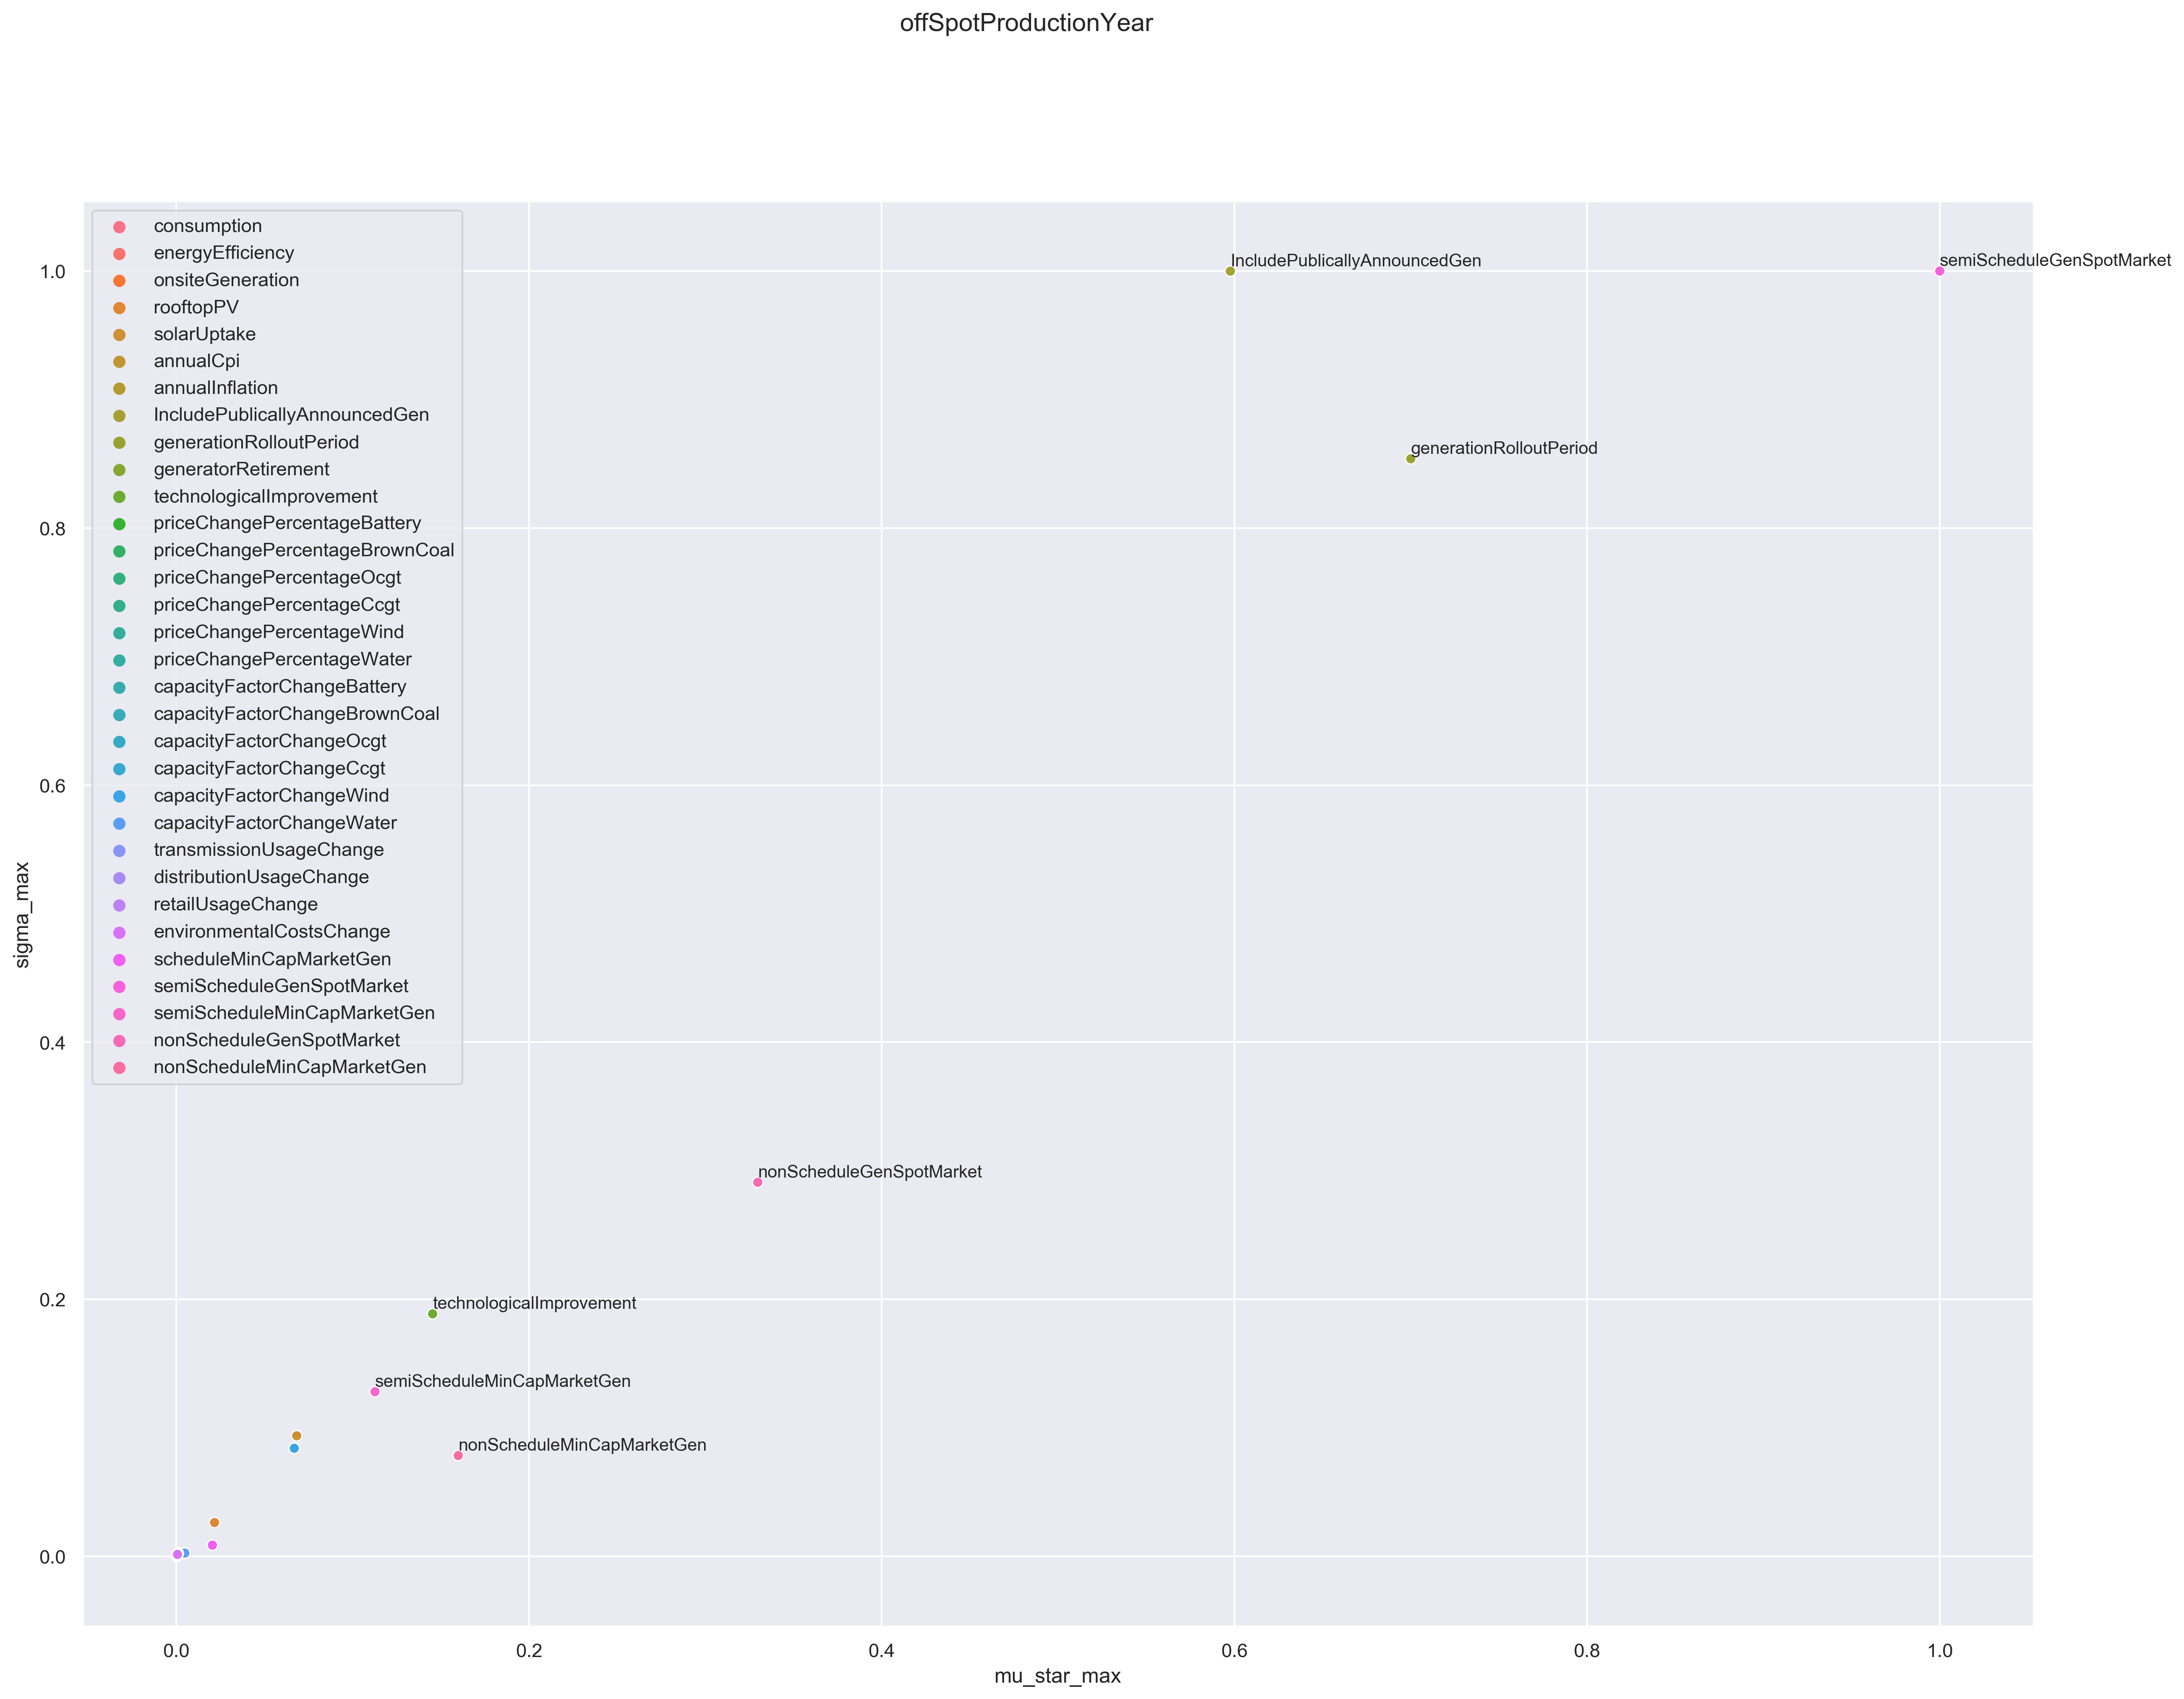 offSpotProductionYear
consumption
energyEfficiency
onsiteGeneration
rooftopPV
solarUptake
annualCpi
annualInflation
IncludePublicallyAnnouncedGen
generationRolloutPeriod
generatorRetirement
technologicalImprovement
priceChangePercentageBattery
priceChangePercentageBrownCoal
priceChangePercentageOcgt
priceChangePercentageCcgt
priceChangePercentageWind
priceChangePercentageWater
capacityFactorChangeBattery
capacityFactorChangeBrownCoal
capacityFactorChangeOcgt
capacityFactorChangeCcgt
capacityFactorChangeWind
capacityFactorChangeWater
transmissionUsageChange
distributionUsageChange
retailUsageChange
environmentalCostsChange
scheduleMinCapMarketGen
semiScheduleGenSpotMarket
semiScheduleMinCapMarketGen
nonScheduleGenSpotMarket
nonScheduleMinCapMarketGen
IncludePublicallyAnnouncedGen
semiScheduleGenSpotMarket
generationRolloutPeriod
nonScheduleGenSpotMarket
technologicalImprovement
semiScheduleMinCapMarketGen
nonScheduleMinCapMarketGen
1.0
0.8
0.6
0.4
0.2
0.0
sigma_max
0.0
0.2
0.4
0.6
0.8
1.0
mu_star_max